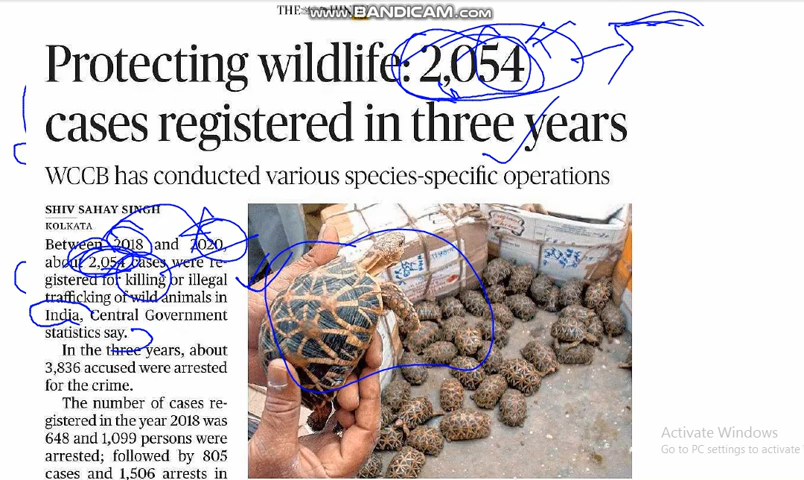 THE
WWW.BANDICAM.COM
Protecting wildlife: 2,054
cases registered in three years
WCCB has conducted various species-specific operations
SHIV SAHAY SINGH
KOLKATA
Between 2018 and 2020,
about 2,054 cases were re-
gistered for killing or illegal
trafficking of wild animals in
India, Central Government
statistics say.
In the three years, about
3,836 accused were arrested
for the crime.
The number of cases re-
gistered in the year 2018 was
648 and 1,099 persons were
arrested; followed by 805
cases and 1,506 arrests in
Activate Windows
Go to PC settings to activate